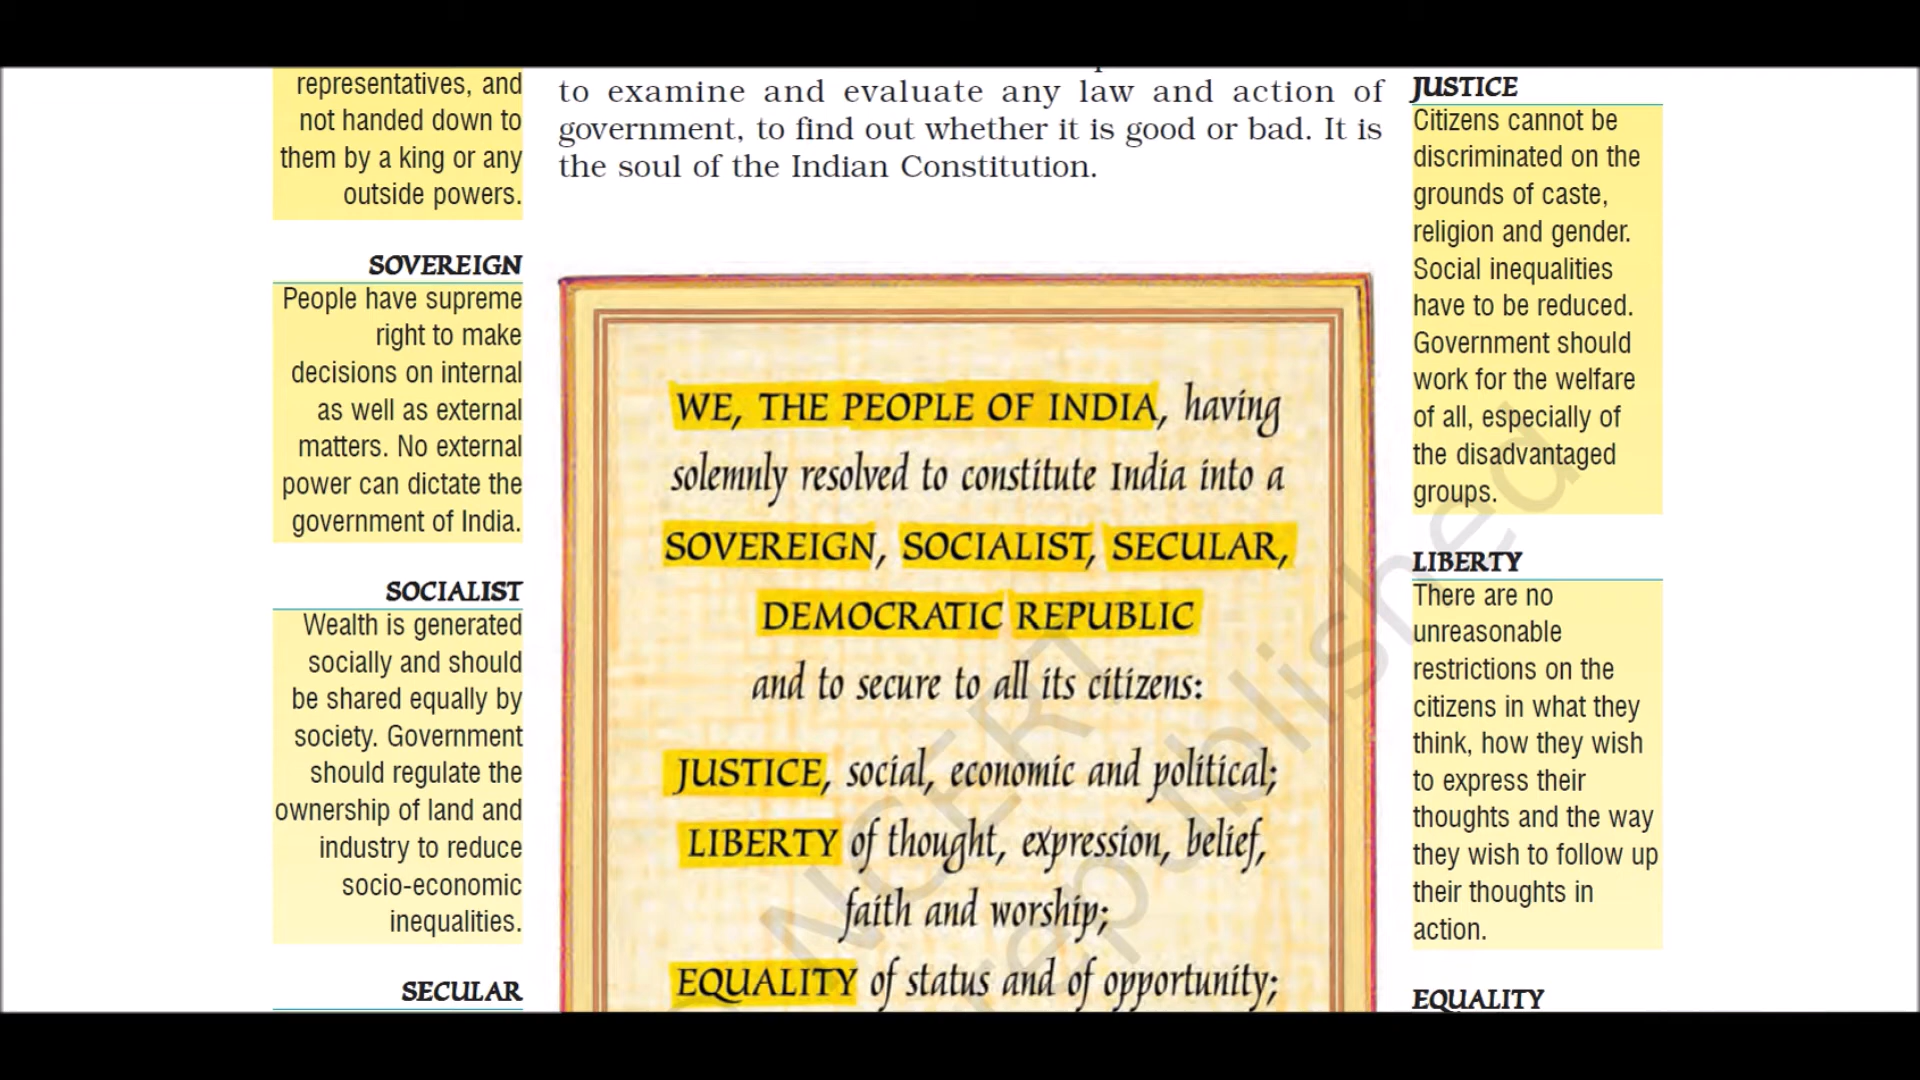 representatives, and
not handed down to
them by a king or any
outside powers.
SOVEREIGN
People have supreme
right to make
decisions on internal
as well as external
matters. No external
power can dictate the
government of India.
SOCIALIST
Wealth is generated
socially and should
be shared equally by
society. Government
should regulate the
ownership of land and
industry to reduce
socio-economic
inequalities.
SECULAR
to examine and evaluate any law and action of
government, to find out whether it is good or bad. It is
the soul of the Indian Constitution.
WE, THE PEOPLE OF INDIA, having
solemnly resolved to constitute India into a
SOVEREIGN, SOCIALIST, SECULAR,
DEMOCRATIC REPUBLIC
and to secure to all its citizens:
JUSTICE, social, economic and political;
LIBERTY of thought, expression, belief,
faith and worship;
EQUALITY of status and of opportunity;
JUSTICE
Citizens cannot be
discriminated on the
grounds of caste,
religion and gender.
Social inequalities
have to be reduced.
Government should
work for the welfare
of all, especially of
the disadvantaged
groups.
LIBERTY
There are no
unreasonable
restrictions on the
citizens in what they
think, how they wish
to express their
thoughts and the way
they wish to follow up
their thoughts in
action.
EQUALITY
NCERT
republished